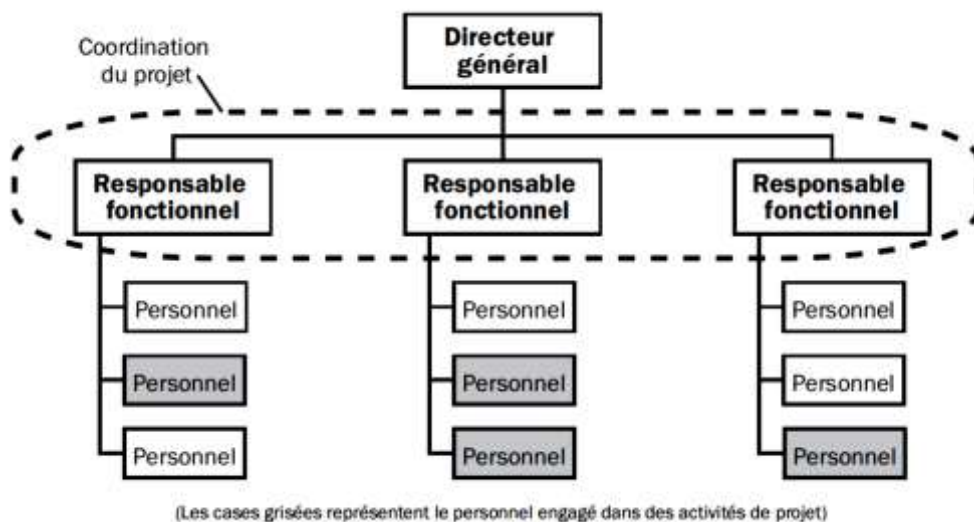 Directeur
général
Coordination
du projet
Responsable
fonctionnel
Responsable
fonctionnel
Responsable
fonctionnel
Personnel
Personnel
Personnel
Personnel
Personnel
Personnel
Personnel
Personnel
Personnel
(Les cases grisées représentent le personnel engagé dans des activités de projet)